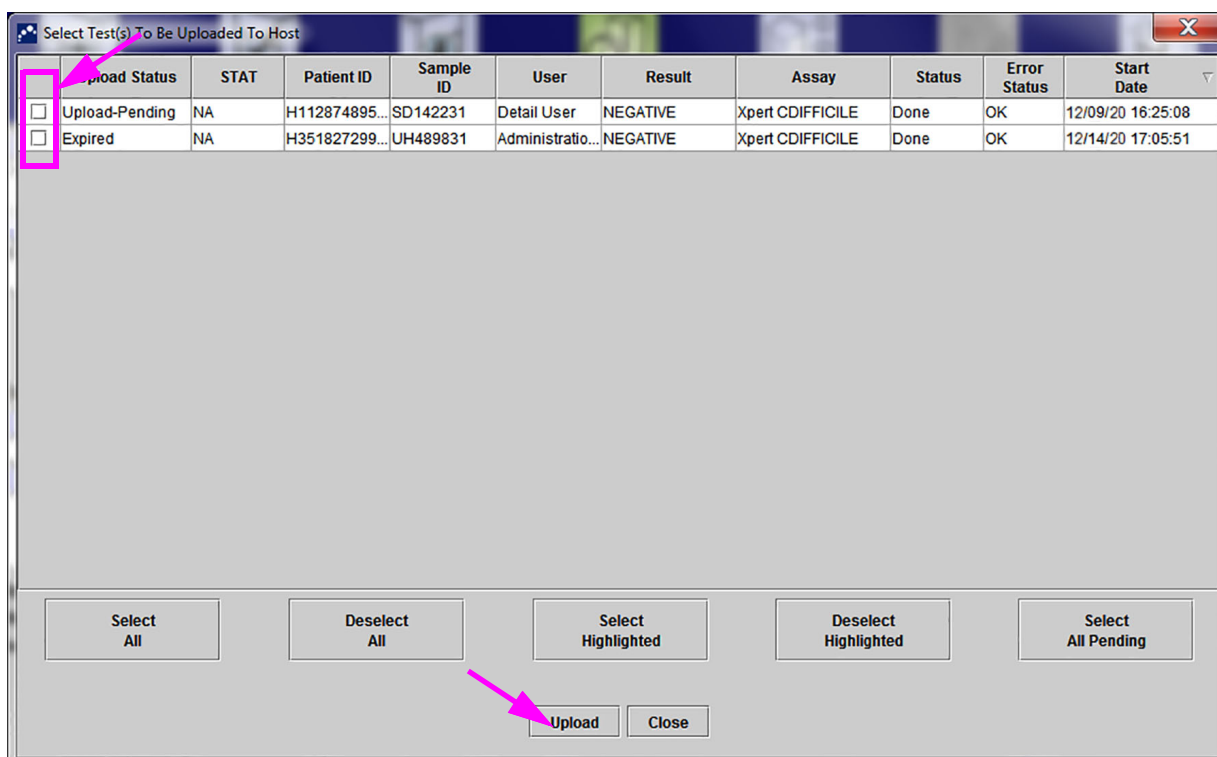 Select Test(s) To Be Uploaded To Host
X
Upload Status STAT Patient ID Sample ID User Result Assay Status Error Status Start Date
Upload-Pending NA H112874895... SD142231 Detail User NEGATIVE Xpert CDIFFICILE Done OK 12/09/20 16:25:08
Expired NA H351827299... UH489831 Administratio... NEGATIVE Xpert CDIFFICILE Done OK 12/14/20 17:05:51
Select All
Deselect All
Select Highlighted
Deselect Highlighted
Select All Pending
Upload Close